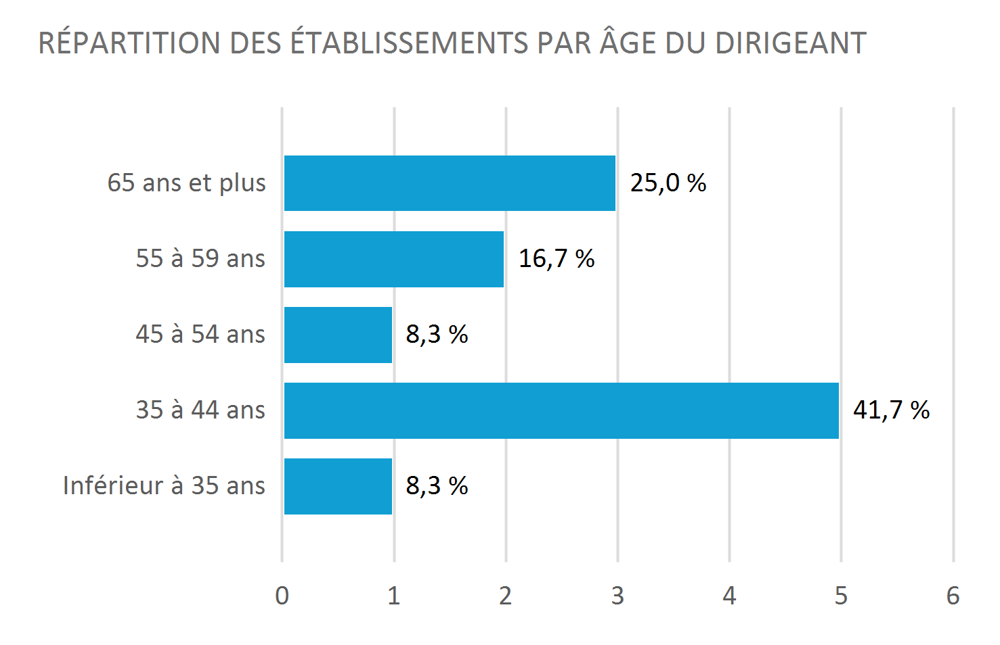 RÉPARTITION DES ÉTABLISSEMENTS PAR ÂGE DU DIRIGEANT
65 ans et plus 25,0 %
55 à 59 ans 16,7 %
45 à 54 ans 8,3 %
35 à 44 ans 41,7 %
Inférieur à 35 ans 8,3 %
0 1 2 3 4 5 6